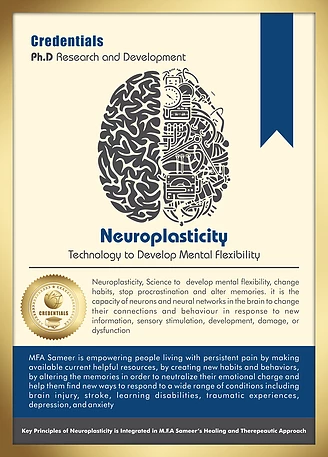 Credentials
Ph.D Research and Development
Neuroplasticity
Technology to Develop Mental Flexibility
Neuroplasticity, Science to develop mental flexibility, change
habits, stop procrastination and alter memories. it is the
capacity of neurons and neural networks in the brain to change
their connections and behaviour in response to new
information, sensory stimulation, development, damage, or
dysfunction
CREDENTIALS
MFA Sameer is empowering people living with persistent pain by making
available current helpful resources, by creating new habits and behaviors,
by altering the memories in order to neutralize their emotional charge and
help them find new ways to respond to a wide range of conditions including
brain injury, stroke, learning disabilities, traumatic experiences,
depression, and anxiety
Key Principles of Neuroplasticity is Integrated in M.F.A Sameer's Healing and Therepeautic Approach